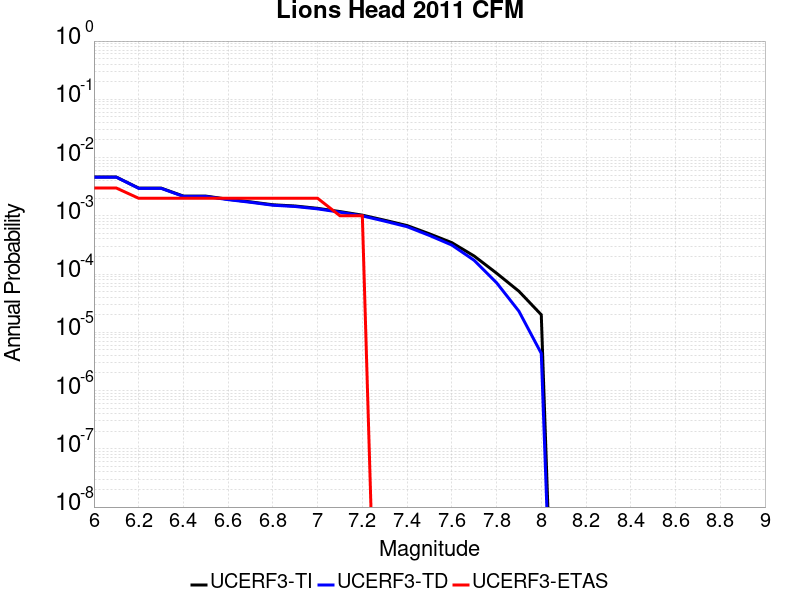 Lions Head 2011 CFM
10^0
10^-1
10^-2
10^-3
10^-4
10^-5
10^-6
10^-7
10^-8
Annual Probability
6 6.2 6.4 6.6 6.8 7 7.2 7.4 7.6 7.8 8 8.2 8.4 8.6 8.8 9
Magnitude
UCERF3-TI UCERF3-TD UCERF3-ETAS